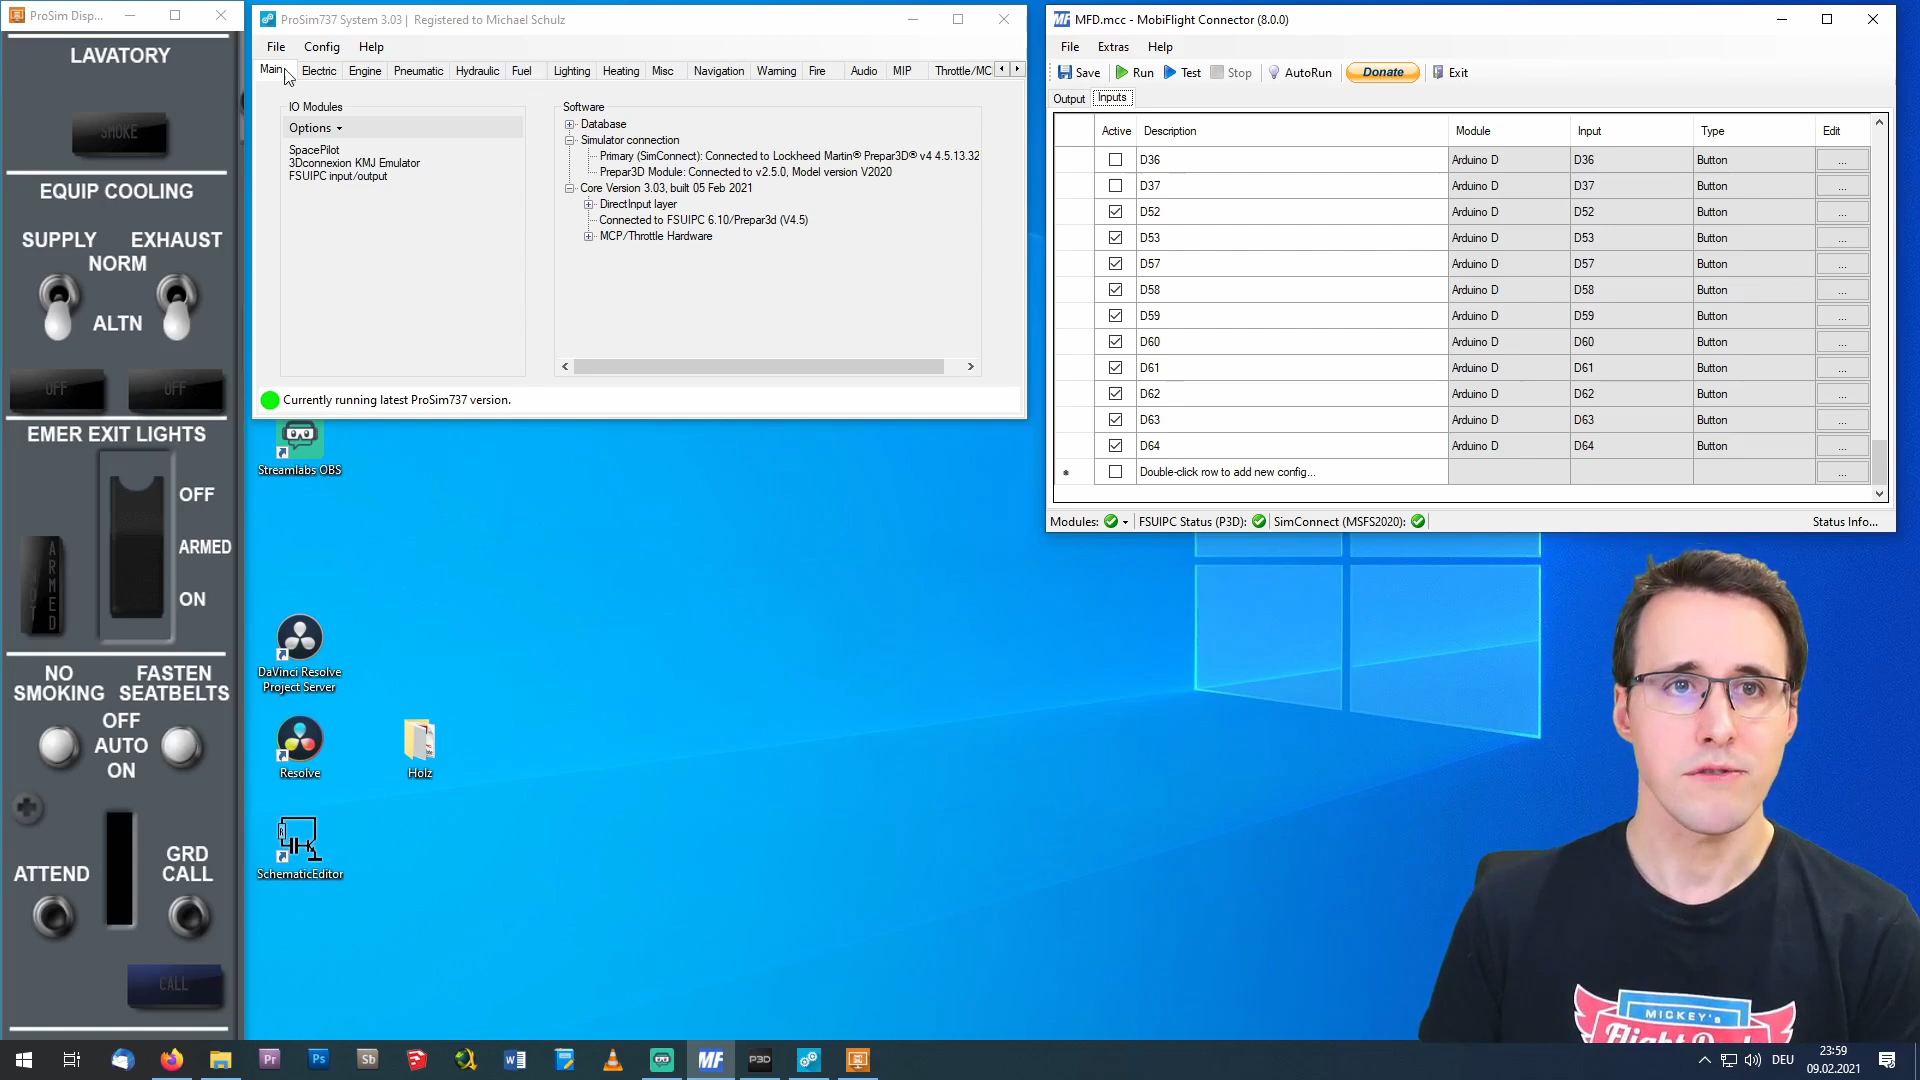 ProSim Disp...
LAVATORY
SMOKE
EQUIP COOLING
SUPPLY EXHAUST
NORM
ALTN
OFF OFF
EMER EXIT LIGHTS
OFF
ARMED
ON
NOT ARMED
NO SMOKING
FASTEN SEATBELTS
OFF
AUTO
ON
ATTEND
GRD CALL
CALL
ProSim737 System 3.03 | Registered to Michael Schulz
File Config Help
Main Electric Engine Pneumatic Hydraulic Fuel Lighting Heating Misc Navigation Warning Fire Audio MIP Throttle/MC
IO Modules
Options
SpacePilot
3Dconnexion KMJ Emulator
FSUIPC input/output
Software
Database
Simulator connection
Primary (SimConnect): Connected to Lockheed Martin® Prepar3D® v4 4.5.13.32
Prepar3D Module: Connected to v2.5.0, Model version V2020
Core Version 3.03, built 05 Feb 2021
DirectInput layer
Connected to FSUIPC 6.10/Prepar3d (V4.5)
MCP/Throttle Hardware
Currently running latest ProSim737 version.
Streamlabs OBS
DaVinci Resolve
Project Server
Resolve
Holz
SchematicEditor
MF MFD.mcc - MobiFlight Connector (8.0.0)
File Extras Help
Save Run Test Stop AutoRun Donate Exit
Output Inputs
Active Description Module Input Type Edit
D36 Arduino D D36 Button ...
D37 Arduino D D37 Button ...
D52 Arduino D D52 Button ...
D53 Arduino D D53 Button ...
D57 Arduino D D57 Button ...
D58 Arduino D D58 Button ...
D59 Arduino D D59 Button ...
D60 Arduino D D60 Button ...
D61 Arduino D D61 Button ...
D62 Arduino D D62 Button ...
D63 Arduino D D63 Button ...
D64 Arduino D D64 Button ...
* Double-click row to add new config... ...
Modules: FSUIPC Status (P3D): SimConnect (MSFS2020): Status Info...
MICKEY's
Flight Deck
Pr Ps Sb MF P3D
DEU
23:59
09.02.2021